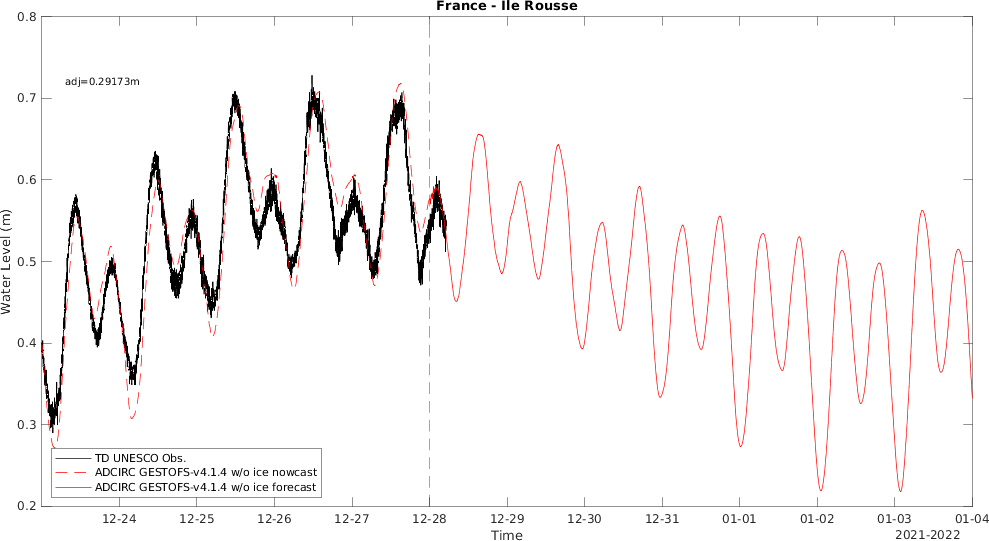 France - Ile Rousse
adj=0.29173m
Water Level (m)
0.8
0.7
0.6
0.5
0.4
0.3
0.2
TD UNESCO Obs.
ADCIRC GESTOFS-v4.1.4 w/o ice nowcast
ADCIRC GESTOFS-v4.1.4 w/o ice forecast
12-24 12-25 12-26 12-27 12-28 12-29 12-30 12-31 01-01 01-02 01-03 01-04
Time
2021-2022